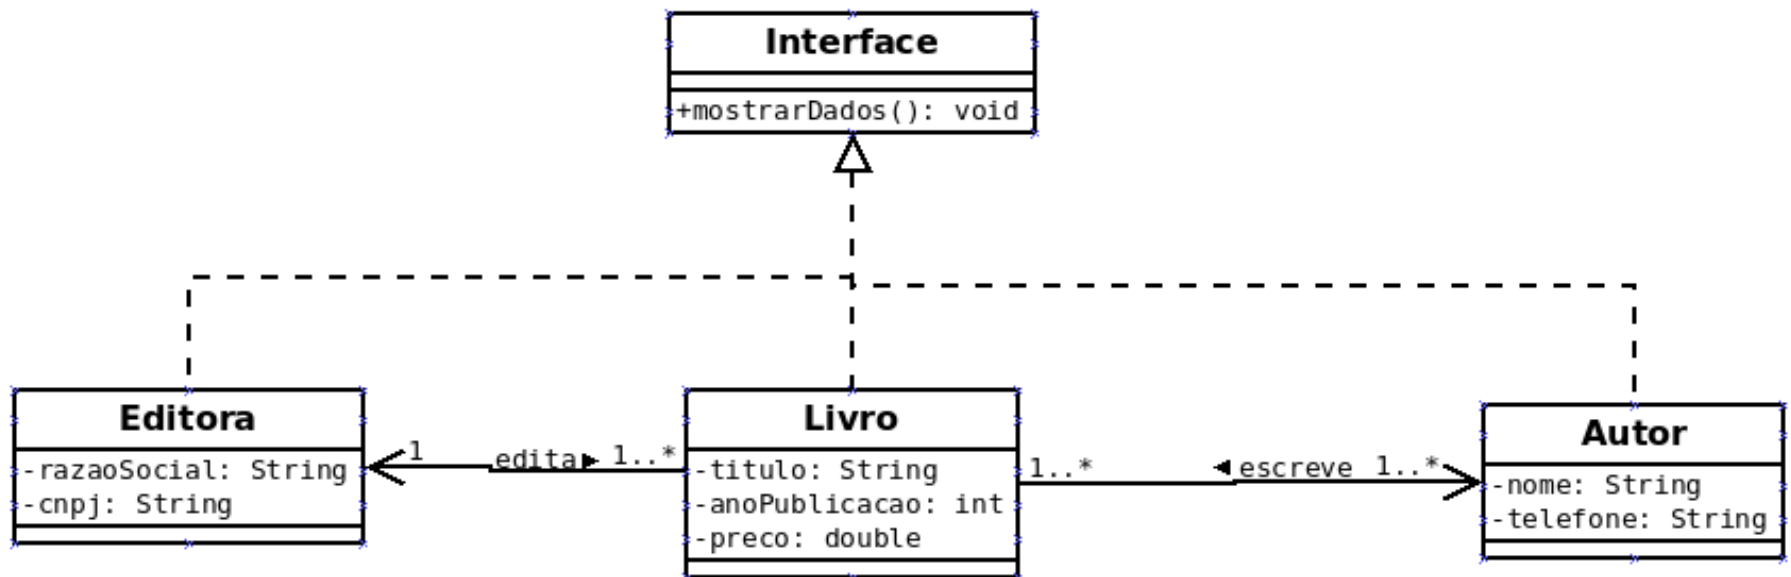 Interface
+mostrarDados(): void
Editora
-razaoSocial: String
-cnpj: String
1
edita
1..*
Livro
-titulo: String
-anoPublicacao: int
-preco: double
1..*
escreve
1..*
Autor
-nome: String
-telefone: String